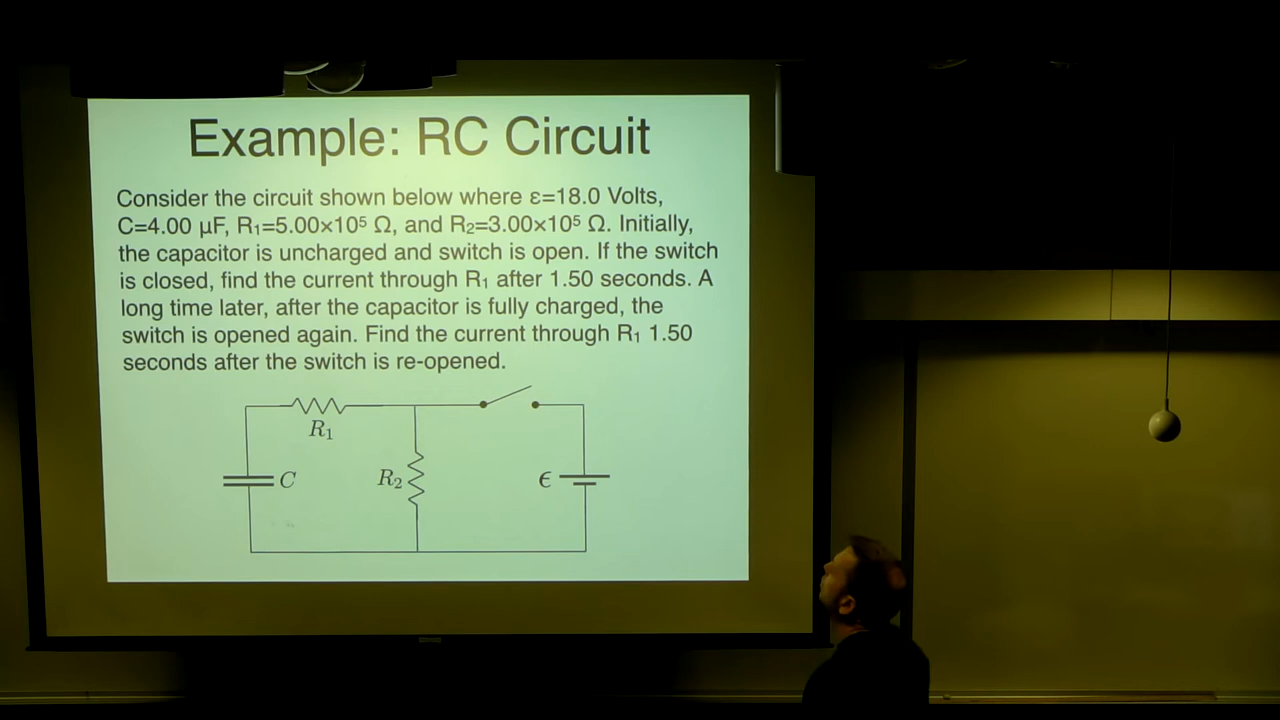 Example: RC Circuit
Consider the circuit shown below where ε=18.0 Volts,
C=4.00 μF, R₁=5.00×10⁵ Ω, and R₂=3.00×10⁵ Ω. Initially,
the capacitor is uncharged and switch is open. If the switch
is closed, find the current through R₁ after 1.50 seconds. A
long time later, after the capacitor is fully charged, the
switch is opened again. Find the current through R₁ 1.50
seconds after the switch is re-opened.
R₁
C
R₂
ϵ